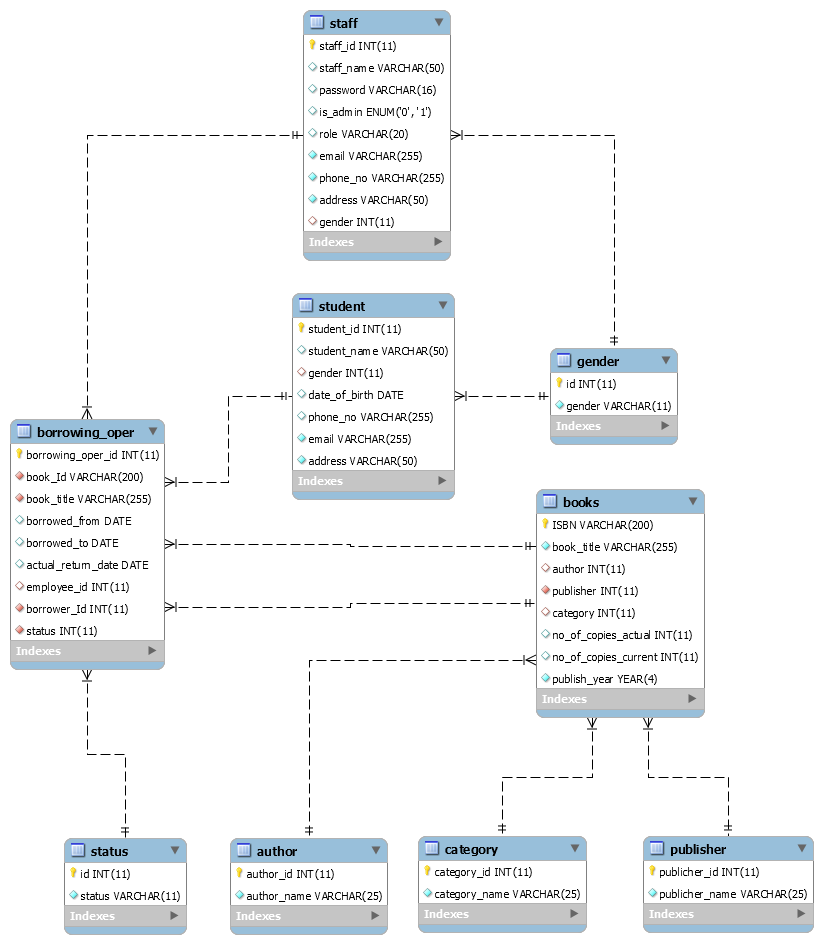 staff
staff_id INT(11)
staff_name VARCHAR(50)
password VARCHAR(16)
is_admin ENUM('0', '1')
role VARCHAR(20)
email VARCHAR(255)
phone_no VARCHAR(255)
address VARCHAR(50)
gender INT(11)
Indexes
student
student_id INT(11)
student_name VARCHAR(50)
gender INT(11)
date_of_birth DATE
phone_no VARCHAR(255)
email VARCHAR(255)
address VARCHAR(50)
Indexes
gender
id INT(11)
gender VARCHAR(11)
Indexes
borrowing_oper
borrowing_oper_id INT(11)
book_Id VARCHAR(200)
book_title VARCHAR(255)
borrowed_from DATE
borrowed_to DATE
actual_return_date DATE
employee_id INT(11)
borrower_Id INT(11)
status INT(11)
Indexes
books
ISBN VARCHAR(200)
book_title VARCHAR(255)
author INT(11)
publisher INT(11)
category INT(11)
no_of_copies_actual INT(11)
no_of_copies_current INT(11)
publish_year YEAR(4)
Indexes
status
id INT(11)
status VARCHAR(11)
Indexes
author
author_id INT(11)
author_name VARCHAR(25)
Indexes
category
category_id INT(11)
category_name VARCHAR(25)
Indexes
publisher
publicher_id INT(11)
publicher_name VARCHAR(25)
Indexes